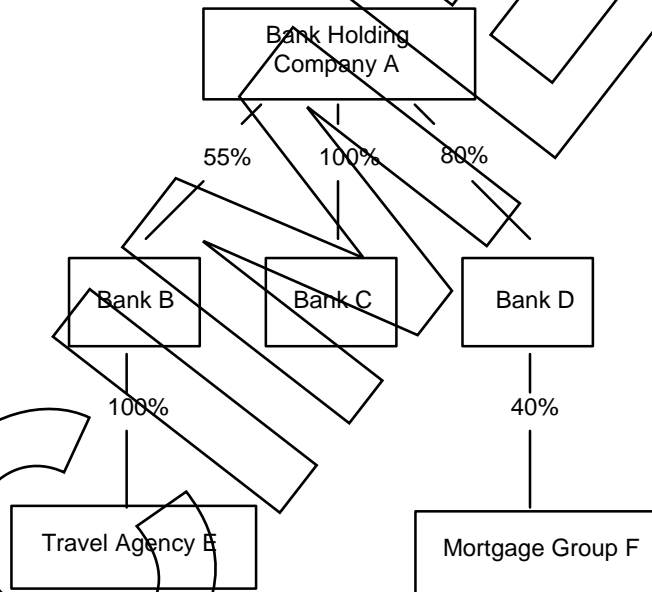 Bank Holding
Company A
55%
100%
80%
Bank B
Bank C
Bank D
100%
40%
Travel Agency E
Mortgage Group F